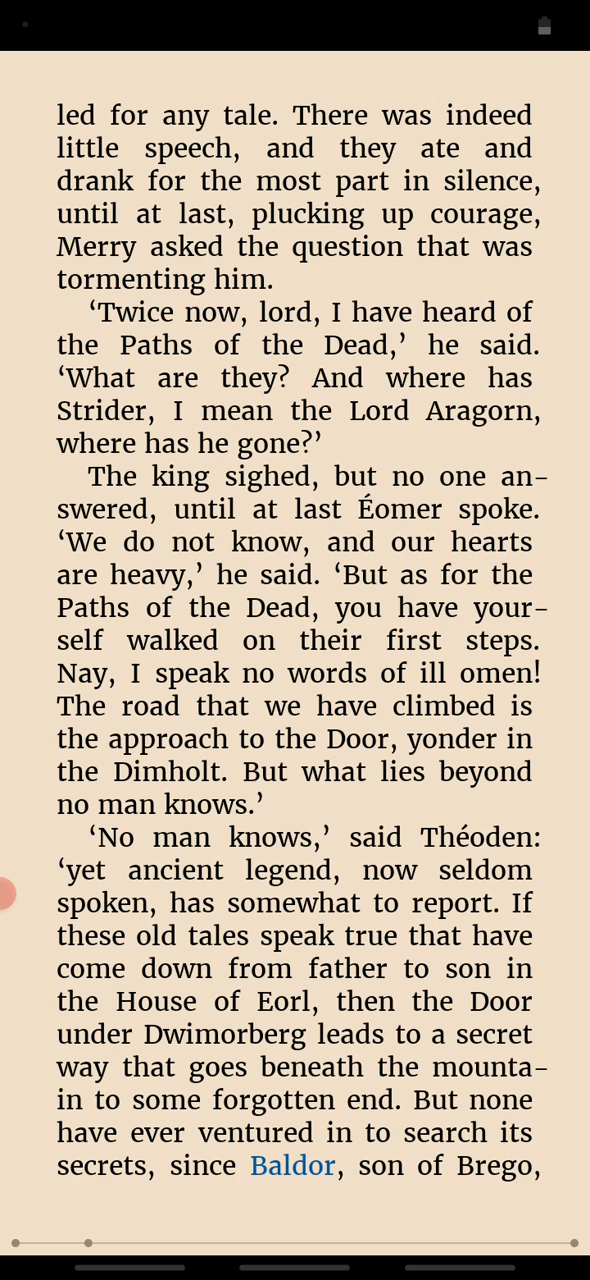 led for any tale. There was indeed
little speech, and they ate and
drank for the most part in silence,
until at last, plucking up courage,
Merry asked the question that was
tormenting him.
‘Twice now, lord, I have heard of
the Paths of the Dead,’ he said.
‘What are they? And where has
Strider, I mean the Lord Aragorn,
where has he gone?’
The king sighed, but no one an-
swered, until at last Éomer spoke.
‘We do not know, and our hearts
are heavy,’ he said. ‘But as for the
Paths of the Dead, you have your-
self walked on their first steps.
Nay, I speak no words of ill omen!
The road that we have climbed is
the approach to the Door, yonder in
the Dimholt. But what lies beyond
no man knows.’
‘No man knows,’ said Théoden:
‘yet ancient legend, now seldom
spoken, has somewhat to report. If
these old tales speak true that have
come down from father to son in
the House of Eorl, then the Door
under Dwimorberg leads to a secret
way that goes beneath the mounta-
in to some forgotten end. But none
have ever ventured in to search its
secrets, since Baldor, son of Brego,